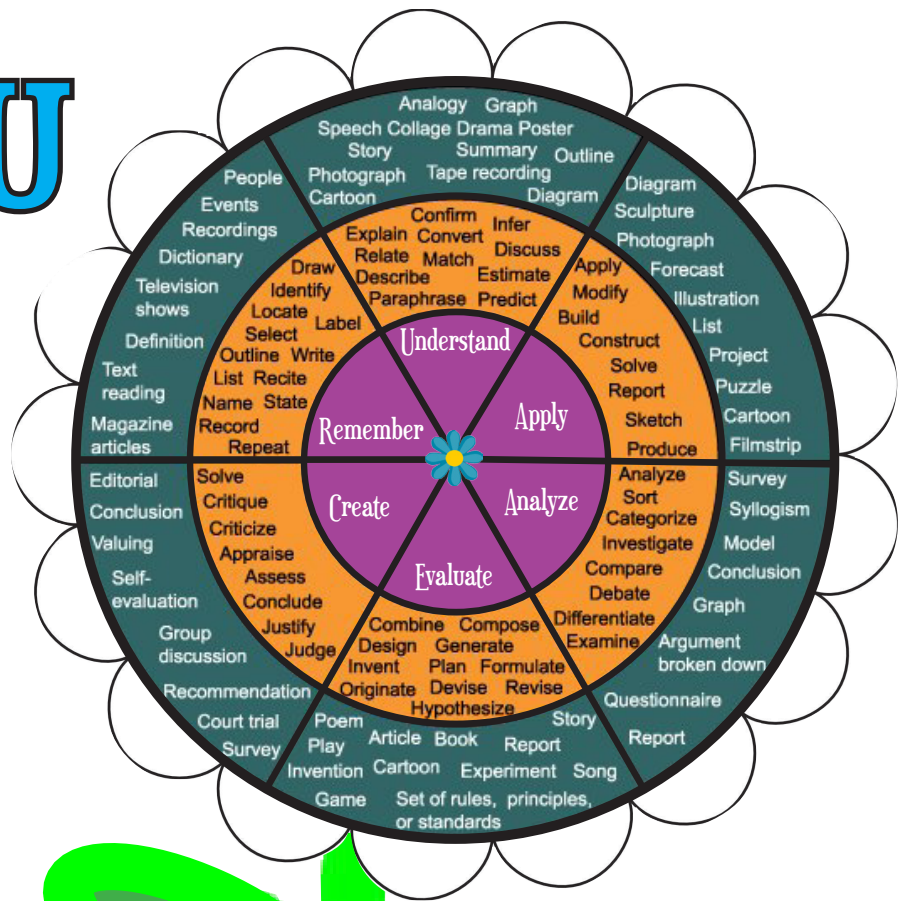 U
Analogy Graph
Speech Collage Drama Poster
Story Summary Outline
Photograph Tape recording
Cartoon Diagram
Confirm Infer
Explain Convert Discuss
Relate Match
Describe Estimate
Paraphrase Predict
Understand
Diagram
Sculpture
Photograph
Forecast
Illustration
List
Project
Puzzle
Cartoon
Filmstrip
Apply
Modify
Build
Construct
Solve
Report
Sketch
Produce
Apply
Survey
Syllogism
Model
Conclusion
Graph
Argument
broken down
Questionnaire
Report
Analyze
Sort
Categorize
Investigate
Compare
Debate
Differentiate
Examine
Analyze
Evaluate
Combine Compose
Design Generate
Invent Plan Formulate
Originate Devise Revise
Hypothesize
Poem Story
Play Article Book Report
Invention Cartoon Experiment Song
Game Set of rules, principles,
or standards
Create
Solve
Critique
Criticize
Appraise
Assess
Conclude
Justify
Judge
Editorial
Conclusion
Valuing
Self-
evaluation
Group
discussion
Recommendation
Court trial
Survey
Remember
Draw
Identify
Locate
Select Label
Outline Write
List Recite
Name State
Record
Repeat
People
Events
Recordings
Dictionary
Television
shows
Definition
Text
reading
Magazine
articles